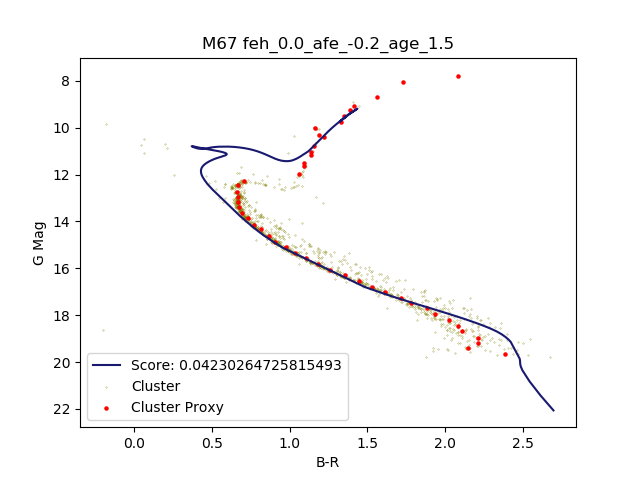 M67 feh_0.0_afe_-0.2_age_1.5
8
10
12
14
16
18
20
22
G Mag
Score: 0.04230264725815493
Cluster
Cluster Proxy
0.0 0.5 1.0 1.5 2.0 2.5
B-R